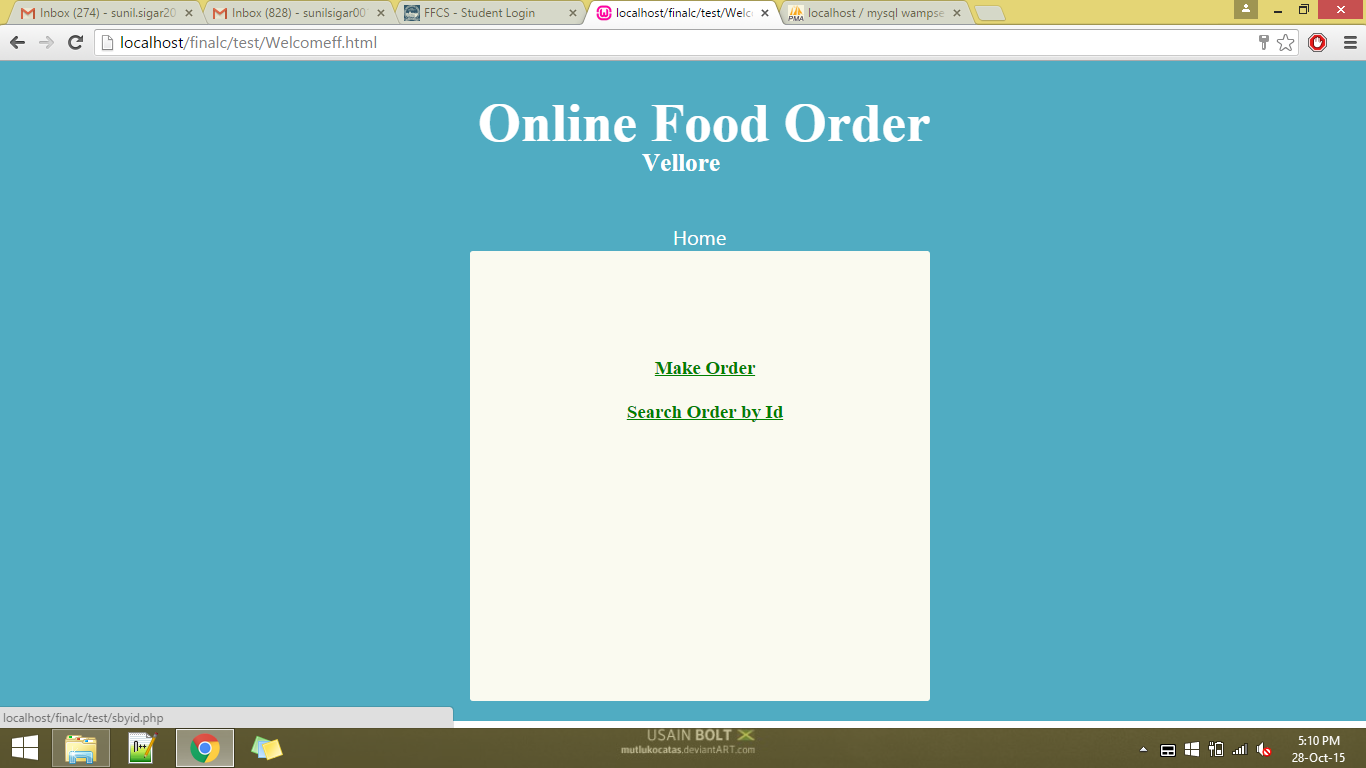 Inbox (274) - sunil.sigar20
Inbox (828) - sunilsigar00
FFCS - Student Login
localhost/finalc/test/Welc
localhost / mysql wampse
PMA
localhost/finalc/test/Welcomeff.html
Online Food Order
Vellore
Home
Make Order
Search Order by Id
localhost/finalc/test/sbyid.php
USAIN BOLT
mutlukocatas.deviantART.com
5:10 PM
28-Oct-15